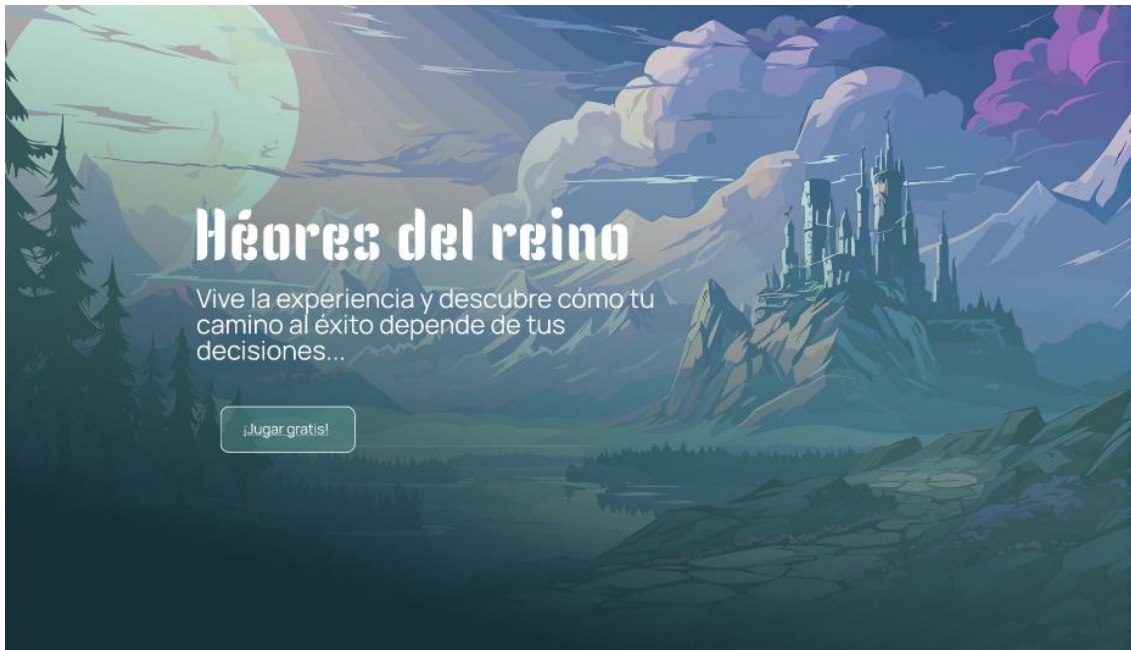 Héores del reino
Vive la experiencia y descubre cómo tu
camino al éxito depende de tus
decisiones...
¡Jugar gratis!